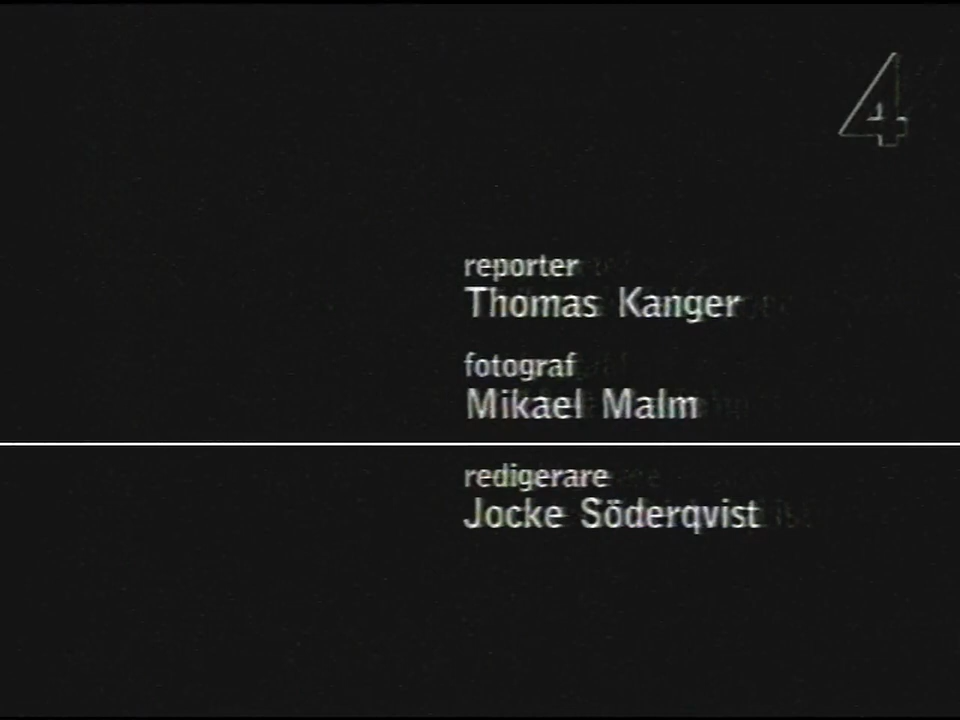 4
reporter
Thomas Kanger
fotograf
Mikael Malm
redigerare
Jocke Söderqvist